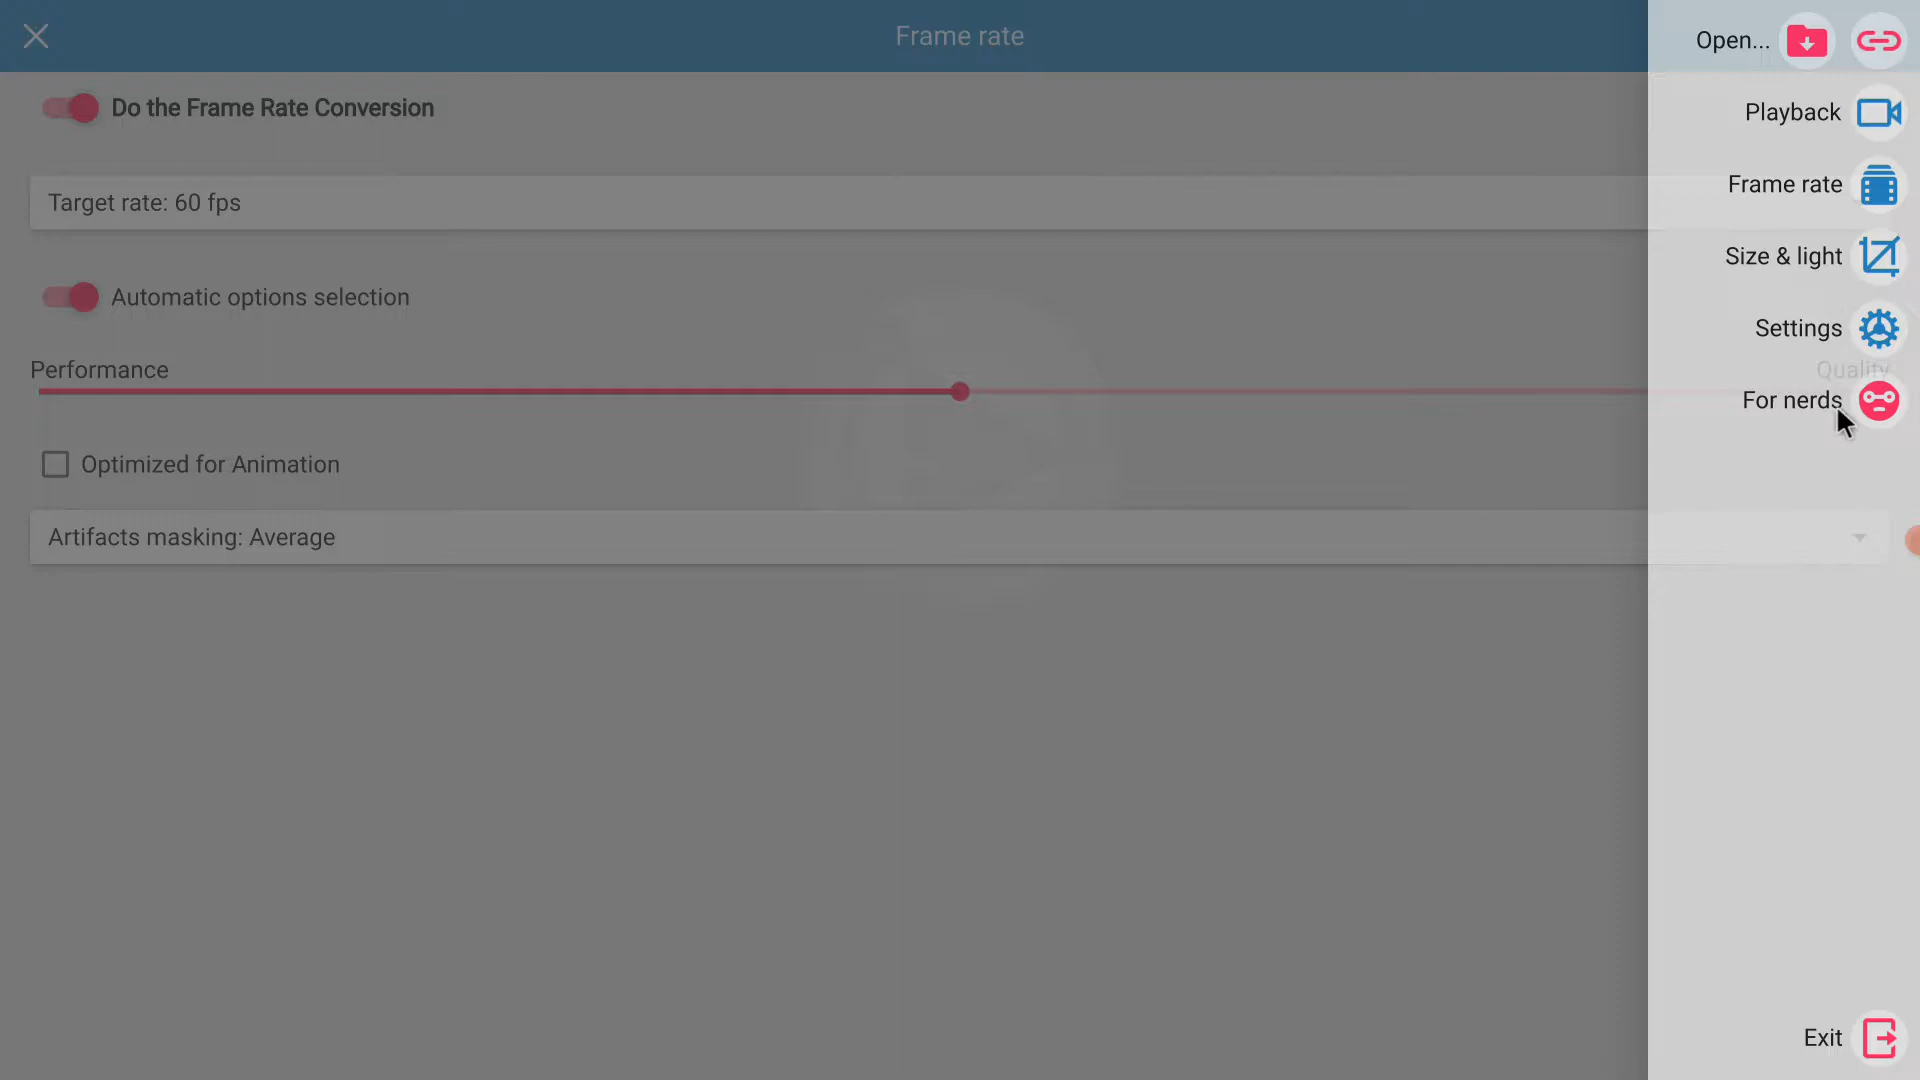 Frame rate
Open...
Do the Frame Rate Conversion
Playback
Target rate: 60 fps
Frame rate
Size & light
Automatic options selection
Settings
Performance
Quality
For nerds
Optimized for Animation
Artifacts masking: Average
Exit